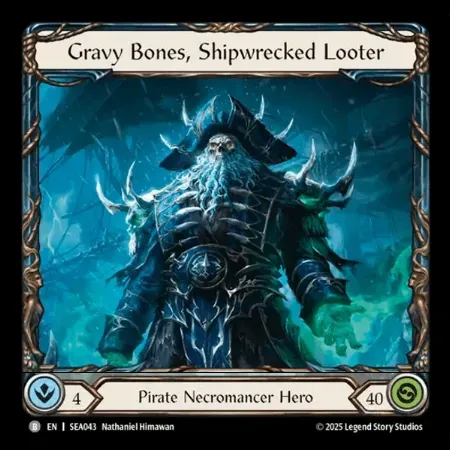 Gravy Bones, Shipwrecked Looter
4
Pirate Necromancer Hero
40
B EN | SEA043 Nathaniel Himawan
© 2025 Legend Story Studios